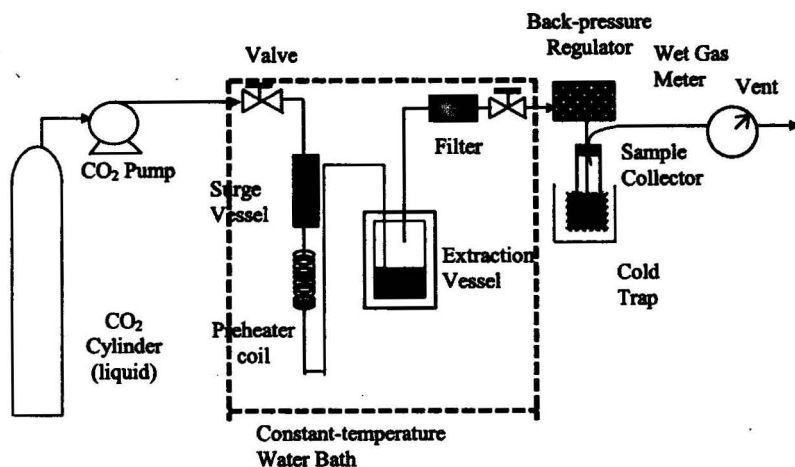 Back-pressure
Regulator
Wet Gas
Meter
Vent
Valve
CO₂ Pump
Filter
Sample
Collector
Surge
Vessel
Extraction
Vessel
Cold
Trap
CO₂
Cylinder
(liquid)
Preheater
coil
Constant-temperature
Water Bath